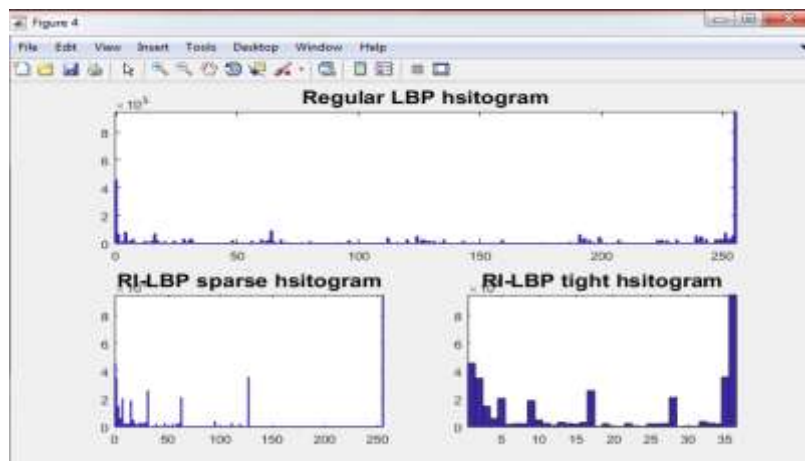 Figure 4
File Edit View Insert Tools Desktop Window Help
Regular LBP hsitogram
8
6
4
2
0
0 50 100 150 200 250
RI-LBP sparse hsitogram RI-LBP tight hsitogram
8 8
6 6
4 4
2 2
0 0
0 50 100 150 200 250 5 10 15 20 25 30 35